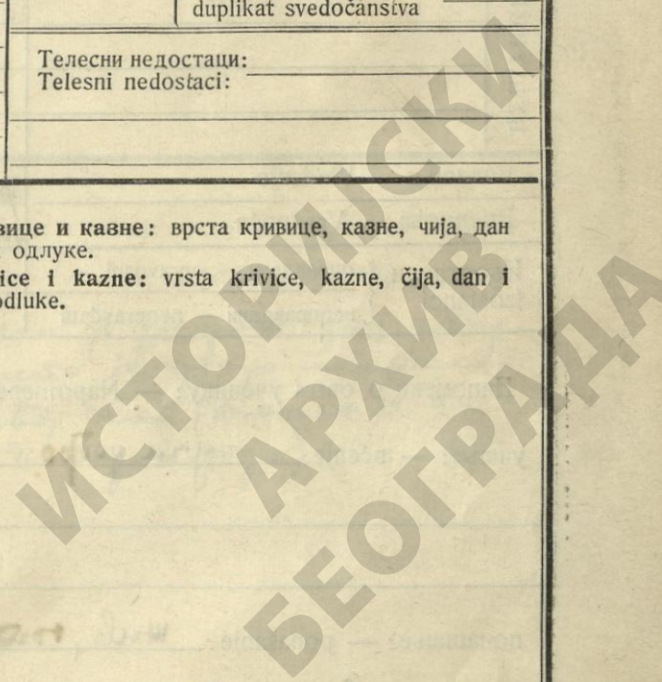 duplikat svedočanstva
Телесни недостаци:
Telesni nedostaci:
вице и казне: врста кривице, казне, чија, дан
одлуке.
ice i kazne: vrsta krivice, kazne, čija, dan i
odluke.
ИСТОРИЈСКИ
АРХИВ
БЕОГРАДА